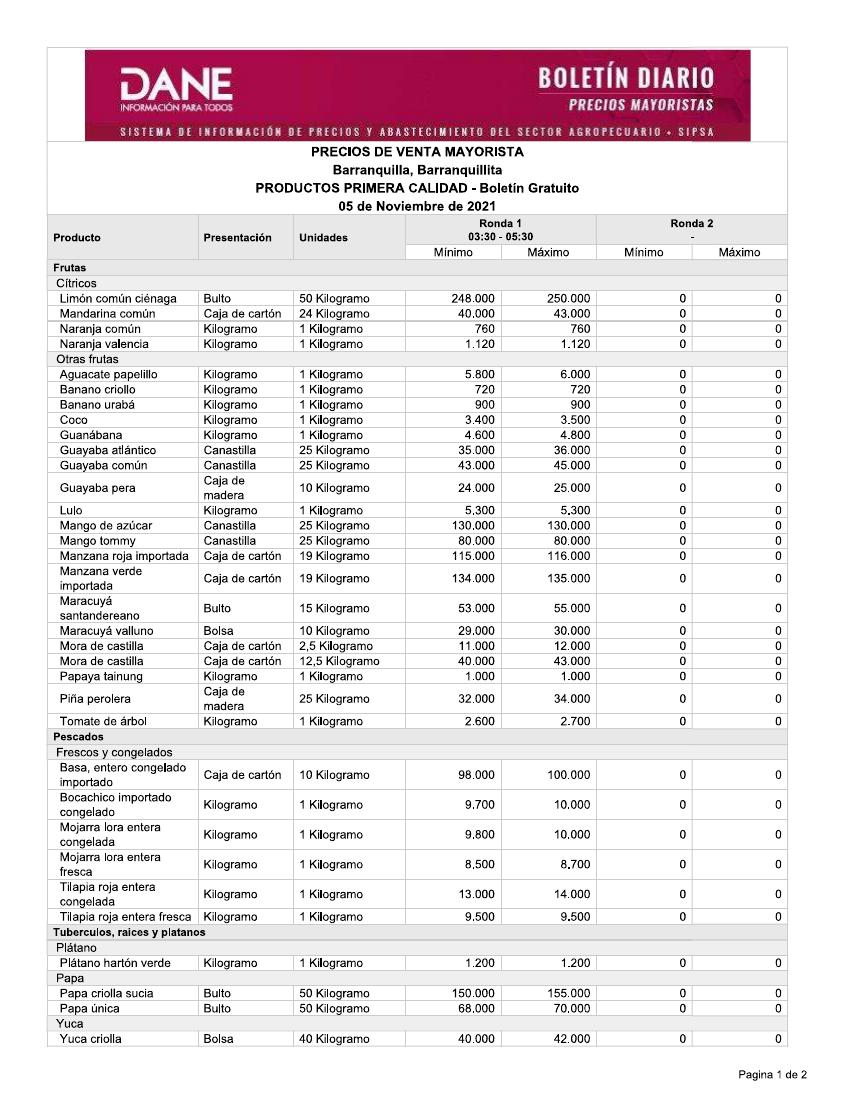 DANE
INFORMACIÓN PARA TODOS
BOLETÍN DIARIO
PRECIOS MAYORISTAS
SISTEMA DE INFORMACIÓN DE PRECIOS Y ABASTECIMIENTO DEL SECTOR AGROPECUARIO • SIPSA
PRECIOS DE VENTA MAYORISTA
Barranquilla, Barranquillita
PRODUCTOS PRIMERA CALIDAD - Boletín Gratuito
05 de Noviembre de 2021
Producto Presentación Unidades Ronda 1 03:30 - 05:30 Ronda 2 -
Mínimo Máximo Mínimo Máximo
Frutas
Cítricos
Limón común ciénaga Bulto 50 Kilogramo 248.000 250.000 0 0
Mandarina común Caja de cartón 24 Kilogramo 40.000 43.000 0 0
Naranja común Kilogramo 1 Kilogramo 760 760 0 0
Naranja valencia Kilogramo 1 Kilogramo 1.120 1.120 0 0
Otras frutas
Aguacate papelillo Kilogramo 1 Kilogramo 5.800 6.000 0 0
Banano criollo Kilogramo 1 Kilogramo 720 720 0 0
Banano urabá Kilogramo 1 Kilogramo 900 900 0 0
Coco Kilogramo 1 Kilogramo 3.400 3.500 0 0
Guanábana Kilogramo 1 Kilogramo 4.600 4.800 0 0
Guayaba atlántico Canastilla 25 Kilogramo 35.000 36.000 0 0
Guayaba común Canastilla 25 Kilogramo 43.000 45.000 0 0
Guayaba pera Caja de madera 10 Kilogramo 24.000 25.000 0 0
Lulo Kilogramo 1 Kilogramo 5.300 5.300 0 0
Mango de azúcar Canastilla 25 Kilogramo 130.000 130.000 0 0
Mango tommy Canastilla 25 Kilogramo 80.000 80.000 0 0
Manzana roja importada Caja de cartón 19 Kilogramo 115.000 116.000 0 0
Manzana verde importada Caja de cartón 19 Kilogramo 134.000 135.000 0 0
Maracuyá santandereano Bulto 15 Kilogramo 53.000 55.000 0 0
Maracuyá valluno Bolsa 10 Kilogramo 29.000 30.000 0 0
Mora de castilla Caja de cartón 2,5 Kilogramo 11.000 12.000 0 0
Mora de castilla Caja de cartón 12,5 Kilogramo 40.000 43.000 0 0
Papaya tainung Kilogramo 1 Kilogramo 1.000 1.000 0 0
Piña perolera Caja de madera 25 Kilogramo 32.000 34.000 0 0
Tomate de árbol Kilogramo 1 Kilogramo 2.600 2.700 0 0
Pescados
Frescos y congelados
Basa, entero congelado importado Caja de cartón 10 Kilogramo 98.000 100.000 0 0
Bocachico importado congelado Kilogramo 1 Kilogramo 9.700 10.000 0 0
Mojarra lora entera congelada Kilogramo 1 Kilogramo 9.800 10.000 0 0
Mojarra lora entera fresca Kilogramo 1 Kilogramo 8.500 8.700 0 0
Tilapia roja entera congelada Kilogramo 1 Kilogramo 13.000 14.000 0 0
Tilapia roja entera fresca Kilogramo 1 Kilogramo 9.500 9.500 0 0
Tuberculos, raices y platanos
Plátano
Plátano hartón verde Kilogramo 1 Kilogramo 1.200 1.200 0 0
Papa
Papa criolla sucia Bulto 50 Kilogramo 150.000 155.000 0 0
Papa única Bulto 50 Kilogramo 68.000 70.000 0 0
Yuca
Yuca criolla Bolsa 40 Kilogramo 40.000 42.000 0 0
Pagina 1 de 2